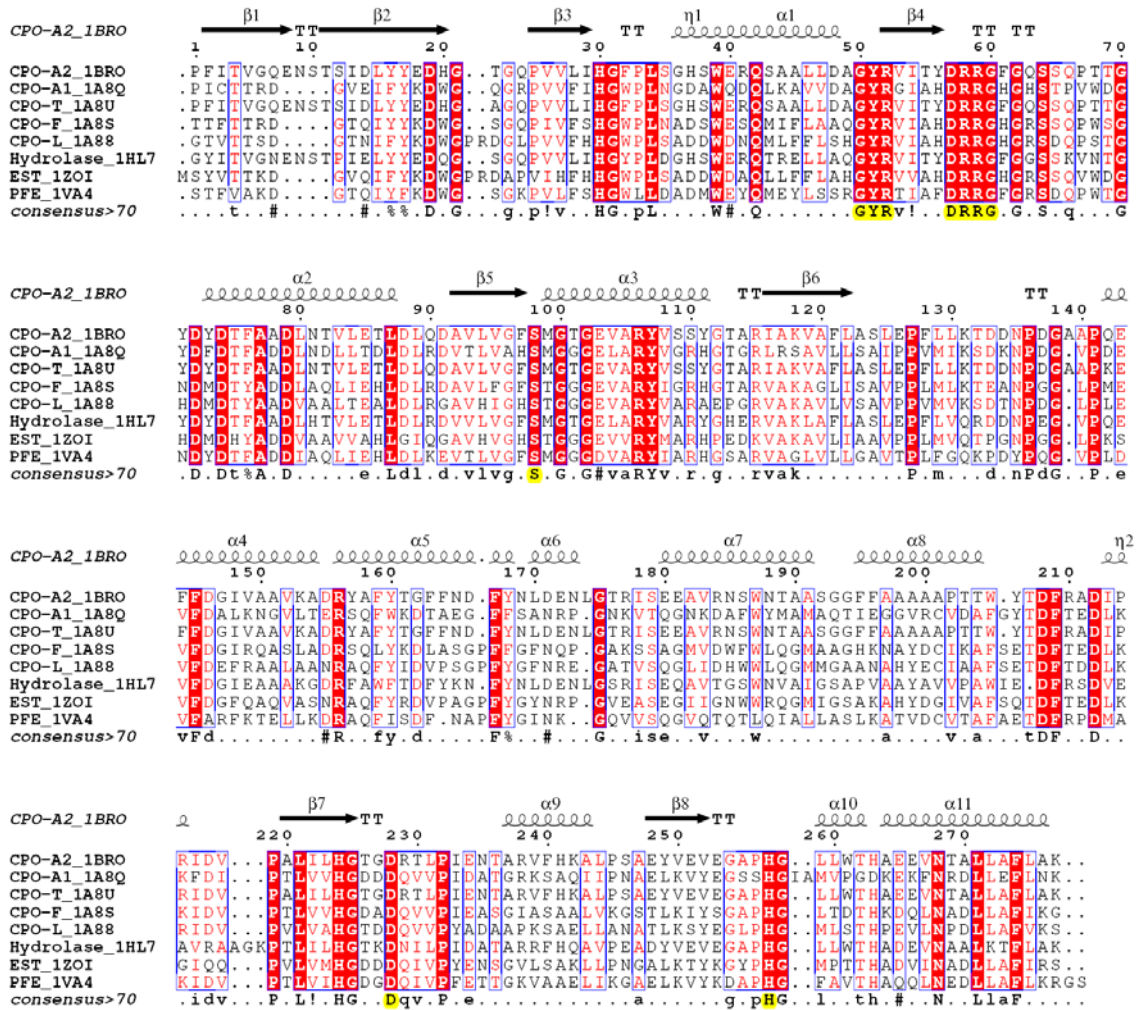 β1 TT β2 β3 TT η1 α1 β4 TT TT
CPO-A2_1BRO
1 10 20 30 40 50 60 70
CPO-A2_1BRO .PFITVGQENSTSIDLYYEDHG..TGQPVVLIHGFPLSGHSWERQSAALLDAGYRVITYDRRGFGQSSQPTTG
CPO-A1_1A8Q .PICTTRD....GVEIFYKDWG..QGRPVVFIHGWPLNGDAWQDQLKAVVDAGYRGIAHDRRGHGHSTPVWDG
CPO-T_1A8U .PFITVGQENSTSIDLYYEDHG..TGQPVVLIHGFPLSGHSWERQSAALLDAGYRVITYDRRGFGQSSQPTTG
CPO-F_1A8S .TTFTTRD....GTQIYYKDWG..SGQPIVFSHGWPLNADSWESQMIFLAAQGYRVIAHDRRGHGRSSQPWSG
CPO-L_1A88 .GTVTTSD....GTNIFYKDWGPRDGLPVVFHHGWPLSADDWDNQMLFFLSHGYRVIAHDRRGHGRSDQPSTG
Hydrolase_1HL7 .GYITVGNENSTPIELYYEDQG..SGQPVVLIHGYPLDGHSWERQTRELLAQGYRVITYDRRGFGGSSKVNTG
EST_1ZOI MSYVTTKD....GVQIFYKDWGPRDAPVIHFHHGWPLSADDWDAQLLFFLAHGYRVVAHDRRGHGRSSQVWDG
PFE_1VA4 .STFVAKD....GTQIYFKDWG..SGKPVLFSHGWLLDADMWEYQMEYLSSRGYRTIAFDRRGFGRSDQPWTG
consensus>70 ....t..#.....#.%%.D.G...g.p!v..HG.pL....W#.Q.........GYRv!..DRRG.G.S.q...G
α2 β5 α3 TT β6 TT
CPO-A2_1BRO
80 90 100 110 120 130 140
CPO-A2_1BRO YDYDTFAADLNTVLETLDLQDAVLVGFSMGTGEVARYVSSYGTARIAKVAFLASLEPFLLKTDDNPDGAAPQE
CPO-A1_1A8Q YDFDTFADDLNDLLTDLDLRDVTLVAHSMGGGELARYVGRHGTGRLRSAVLLSAIPPVMIKSDKNPDG.VPDE
CPO-T_1A8U YDYDTFAADLNTVLETLDLQDAVLVGFSMGTGEVARYVSSYGTARIAKVAFLASLEPFLLKTDDNPDGAAPKE
CPO-F_1A8S NDMDTYADDLAQLIEHLDLRDAVLFGFSTGGGEVARYIGRHGTARVAKAGLISAVPPLMLKTEANPGG.LPME
CPO-L_1A88 HDMDTYAADVAALTEALDLRGAVHIGHSTGGGEVARYVARAEPGRVAKAVLVSAVPPVMVKSDTNPDG.LPLE
Hydrolase_1HL7 YDYDTFAADLHTVLETLDLRDVVLVGFSMGTGELARYVARYGHERVAKLAFLASLEPFLVQRDDNPEG.VPQE
EST_1ZOI HDMDHYADDVAAVVAHLGIQGAVHVGHSTGGGEVVRYMARHPEDKVAKAVLIAAVPPLMVQTPGNPGG.LPKS
PFE_1VA4 NDYDTFADDIAQLIEHLDLKEVTLVGFSMGGGDVARYIARHGSARVAGLVLLGAVTPLFGQKPDYPQG.VPLD
consensus>70 .D.Dt%A.D.....e.Ldl.d.vlvg.S.G.G#vaRYv.r.g..rvak........P.m...d.nPdG..P.e
α4 α5 α6 α7 α8 η2
CPO-A2_1BRO
150 160 170 180 190 200 210
CPO-A2_1BRO FFDGIVAAVKADRYAFYTGFFNDFYNLDENLGTRISEEAVRNSWNTAASGGFFAAAAAPTTW.YTDFRADIP
CPO-A1_1A8Q VFDALKNGVLTERSQFWKDTAEG.FFSANRP.GNKVTQGNKDAFWYMAMAQTIEGGVRCVDAFGYTDFTEDLK
CPO-T_1A8U FFDGIVAAVKADRYAFYTGFFND.FYNLDENLGTRISEEAVRNSWNTAASGGFFAAAAAPTTW.YTDFRADIP
CPO-F_1A8S VFDGIRQASLADRSQLYKDLASGPFFGFNQP.GAKSSAGMVDWFWLQGMAAGHKNAYDCIKAFSETDFTEDLK
CPO-L_1A88 VFDEFRAALAANRAQFYIDVPSGPFYGFNRE.GATVSQGLIDHWWLQGMMGAANAHYECIAAFSETDFTDDLK
Hydrolase_1HL7 VFDGIEAAAKGDRFAWFTDFYKN.FYNLDENLGSRISEQAVTGSWNVAIGSAPVAAYAVVPAWIE.DFRSDVE
EST_1ZOI VFDGFQAQVASNRAQFYRDVPAGPFYGYNRP.GVEASEGIIGNWWRQGMIGSAKAHYDGIVAFSQTDFTEDLK
PFE_1VA4 VFARFKTELLKDRAQFISDF.NAPFYGINRP.GQVVSQGVQTQTLQIALLASLKATVDCVTAFAETDFRPDMA
consensus>70 vFd.........#R..fy.d.....F%...#...G...ise..v...W........a...v.a..tDF..D..
β7 TT α9 β8 TT α10 α11
CPO-A2_1BRO
220 230 240 250 260 270
CPO-A2_1BRO RIDV...PALILHGTGDRTLPIENTARVFHKALPSAEYVEVEGAPHG..LLWTHAEEVNTALLAFLAK..
CPO-A1_1A8Q KFDI...PTLVVHGDDDQVVPIDATGRKSAQIIPNAELKVYEGSSHGIAMVPGDKEKFNRDLLEFLNK..
CPO-T_1A8U RIDV...PALILHGTGDRTLPIENTARVFHKALPSAEYVEVEGAPHG..LLWTHAEEVNTALLAFLAK..
CPO-F_1A8S KIDV...PTLVVHGDADQVVPIEASGIASAALVKGSTLKIYSGAPHG..LTDTHKDQLNADLLAFIKG..
CPO-L_1A88 KIDV...PVLVAHGTDDQVVPYADAAPKSAELLANATLKSYEGLPHG..MLSTHPEVLNPDLLAFVKS..
Hydrolase_1HL7 AVRAAGKPTLILHGTKDNILPIDATARRFHQAVPEADYVEVEGAPHG..LLWTHADEVNAALKTFLAK..
EST_1ZOI GIQQ...PVLVMHGDDDQIVPYENSGVLSAKLLPNGALKTYKGYPHG..MPTTHADVINADLLAFIRS..
PFE_1VA4 KIDV...PTLVIHGDGDQIVPFETTGKVAAELIKGAELKVYKDAPHG..FAVTHAQQLNEDLLAFLKRGS
consensus>70 .idv...P.L!.HG..Dqv.P.e............a.....g.pHG..l..th.#..N..LlaF.....